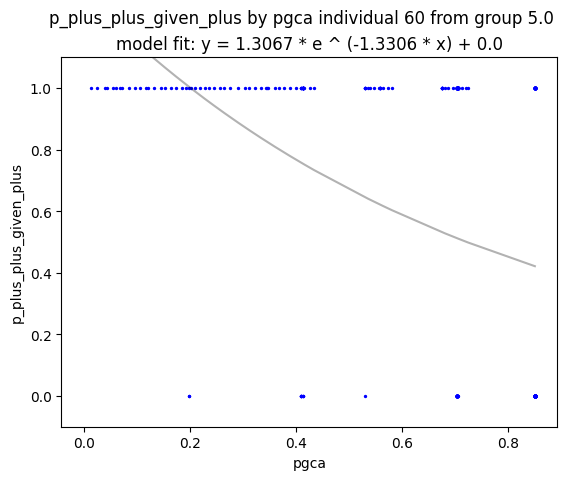 p_plus_plus_given_plus by pgca individual 60 from group 5.0
model fit: y = 1.3067 * e ^ (-1.3306 * x) + 0.0
1.0
0.8
0.6
0.4
0.2
0.0
p_plus_plus_given_plus
0.0 0.2 0.4 0.6 0.8
pgca